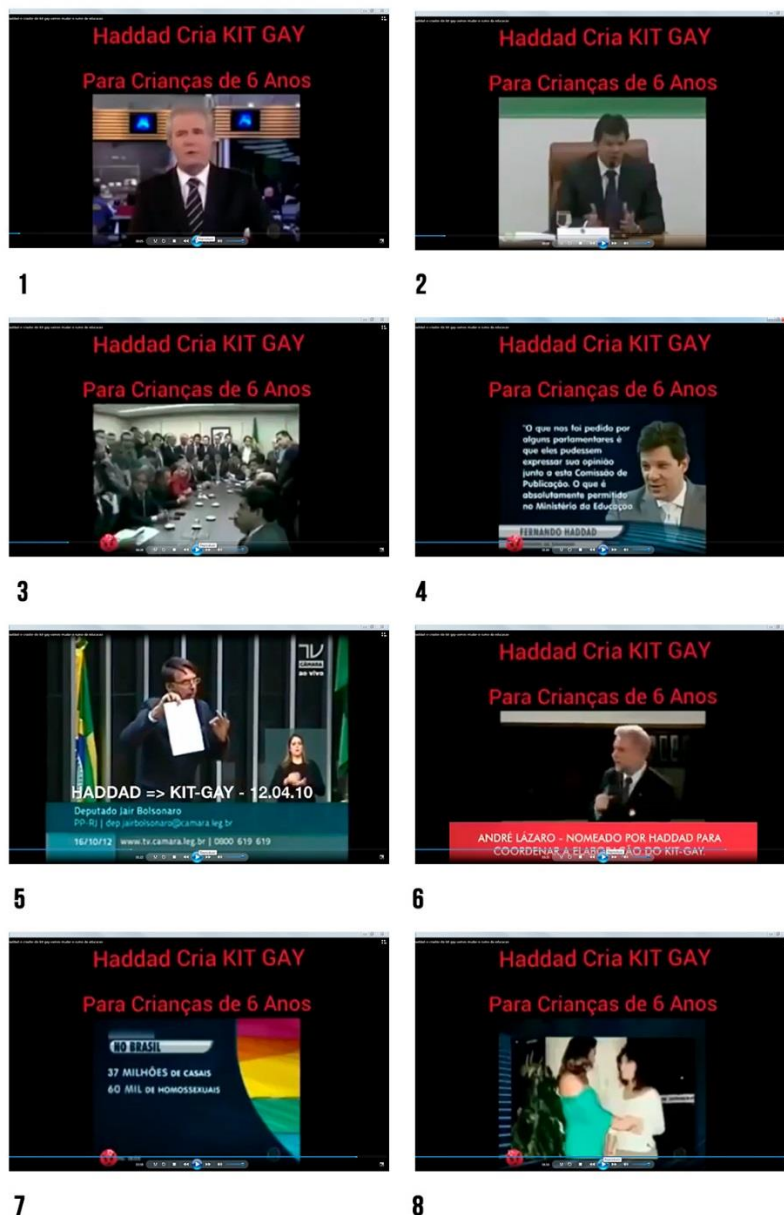 Haddad Cria KIT GAY
Para Crianças de 6 Anos
1
Haddad Cria KIT GAY
Para Crianças de 6 Anos
2
Haddad Cria KIT GAY
Para Crianças de 6 Anos
3
Haddad Cria KIT GAY
Para Crianças de 6 Anos
"O que nos foi pedido por
alguns parlamentares é
que eles pudessem
expressar sua opinião
junto a esta Comissão de
Publicação. O que é
absolutamente permitido
no Ministério da Educação
FERNANDO HADDAD
4
TV
CÂMARA
ao vivo
HADDAD => KIT-GAY - 12.04.10
Deputado Jair Bolsonaro
PP-RJ | dep.jairbolsonaro@camara.leg.br
16/10/12 www.tv.camara.leg.br | 0800 619 619
5
Haddad Cria KIT GAY
Para Crianças de 6 Anos
ANDRÉ LÁZARO - NOMEADO POR HADDAD PARA
COORDENAR A ELABORAÇÃO DO KIT-GAY.
6
Haddad Cria KIT GAY
Para Crianças de 6 Anos
NO BRASIL
37 MILHÕES DE CASAIS
60 MIL DE HOMOSSEXUAIS
7
Haddad Cria KIT GAY
Para Crianças de 6 Anos
8